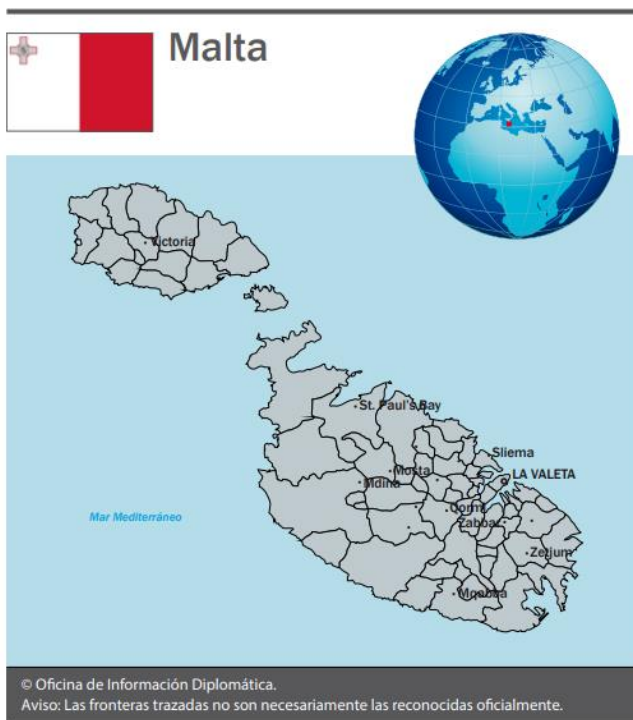 Malta
Victoria
St. Paul's Bay
Sliema
Mosta
LA VALETA
Mdina
Qormi
Zabbar
Mar Mediterráneo
Zetjum
Mqabba
© Oficina de Información Diplomática.
Aviso: Las fronteras trazadas no son necesariamente las reconocidas oficialmente.